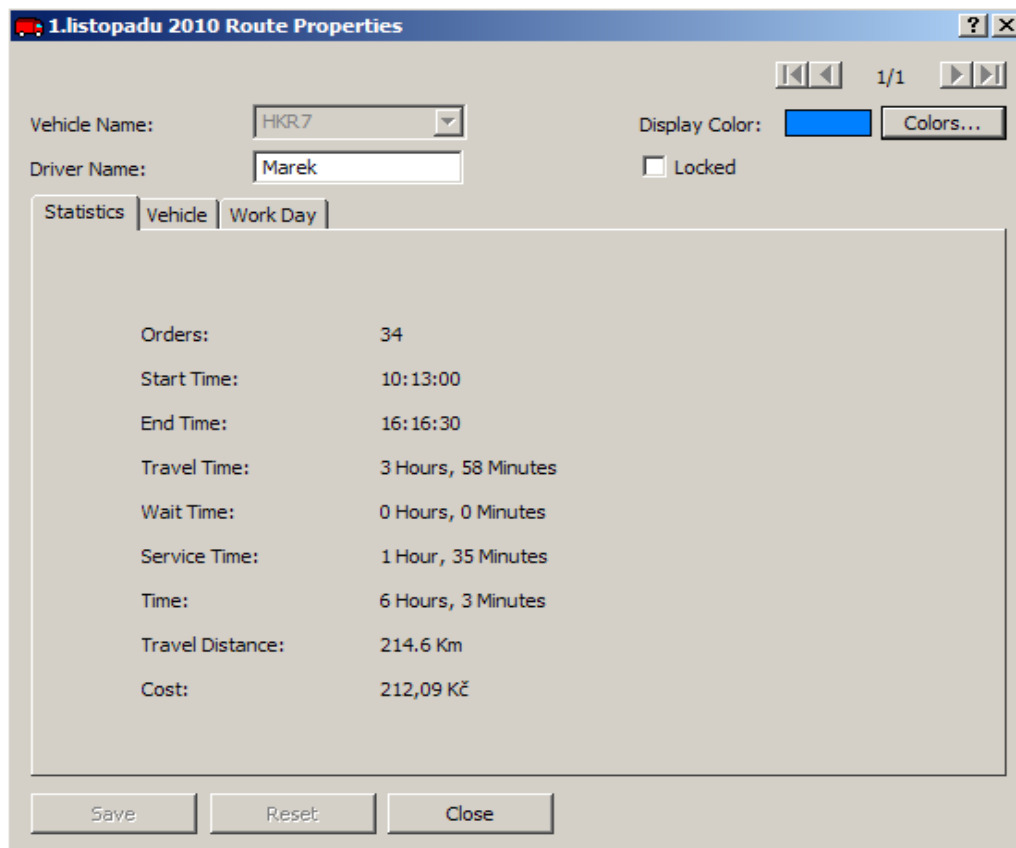 1.listopadu 2010 Route Properties
1/1
Vehicle Name: HKR7 Display Color: Colors...
Driver Name: Marek Locked
Statistics Vehicle Work Day
Orders: 34
Start Time: 10:13:00
End Time: 16:16:30
Travel Time: 3 Hours, 58 Minutes
Wait Time: 0 Hours, 0 Minutes
Service Time: 1 Hour, 35 Minutes
Time: 6 Hours, 3 Minutes
Travel Distance: 214.6 Km
Cost: 212,09 Kč
Save Reset Close